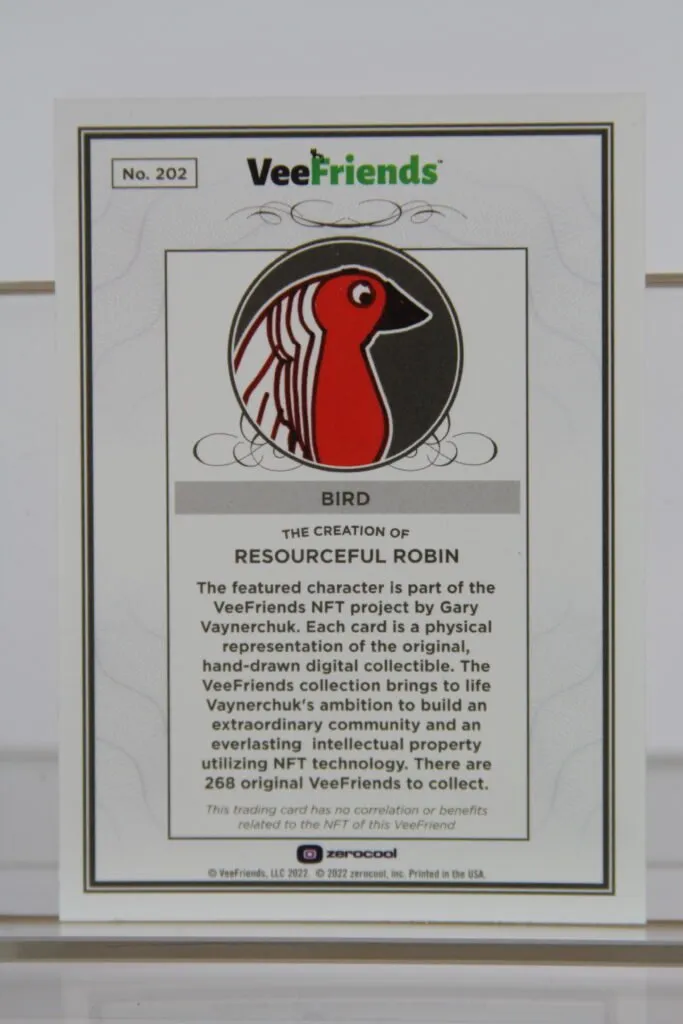 No. 202
VeeFriends™
BIRD
THE CREATION OF
RESOURCEFUL ROBIN
The featured character is part of the
VeeFriends NFT project by Gary
Vaynerchuk. Each card is a physical
representation of the original,
hand-drawn digital collectible. The
VeeFriends collection brings to life
Vaynerchuk's ambition to build an
extraordinary community and an
everlasting intellectual property
utilizing NFT technology. There are
268 original VeeFriends to collect.
This trading card has no correlation or benefits
related to the NFT of this VeeFriend
zerocool
© VeeFriends, LLC 2022. © 2022 zerocool, Inc. Printed in the USA.